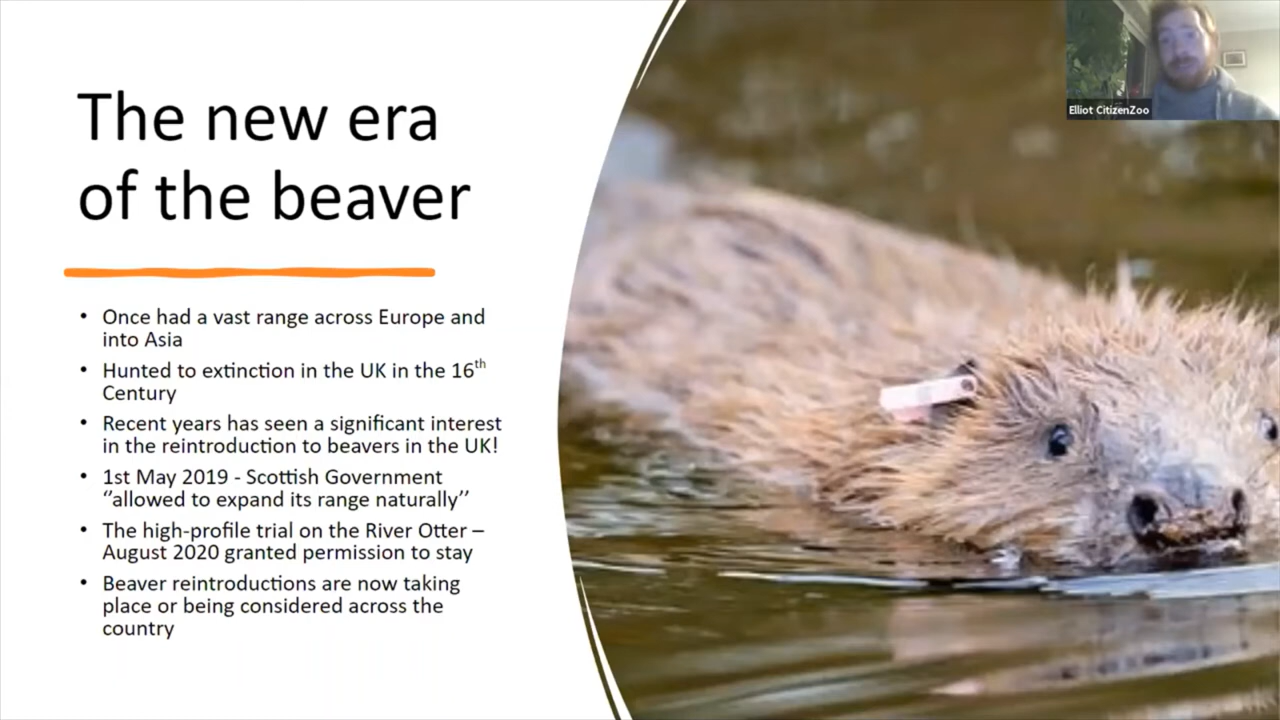 The new era
of the beaver
• Once had a vast range across Europe and
into Asia
• Hunted to extinction in the UK in the 16th
Century
• Recent years has seen a significant interest
in the reintroduction to beavers in the UK!
• 1st May 2019 - Scottish Government
‘’allowed to expand its range naturally’’
• The high-profile trial on the River Otter –
August 2020 granted permission to stay
• Beaver reintroductions are now taking
place or being considered across the
country
Elliot CitizenZoo